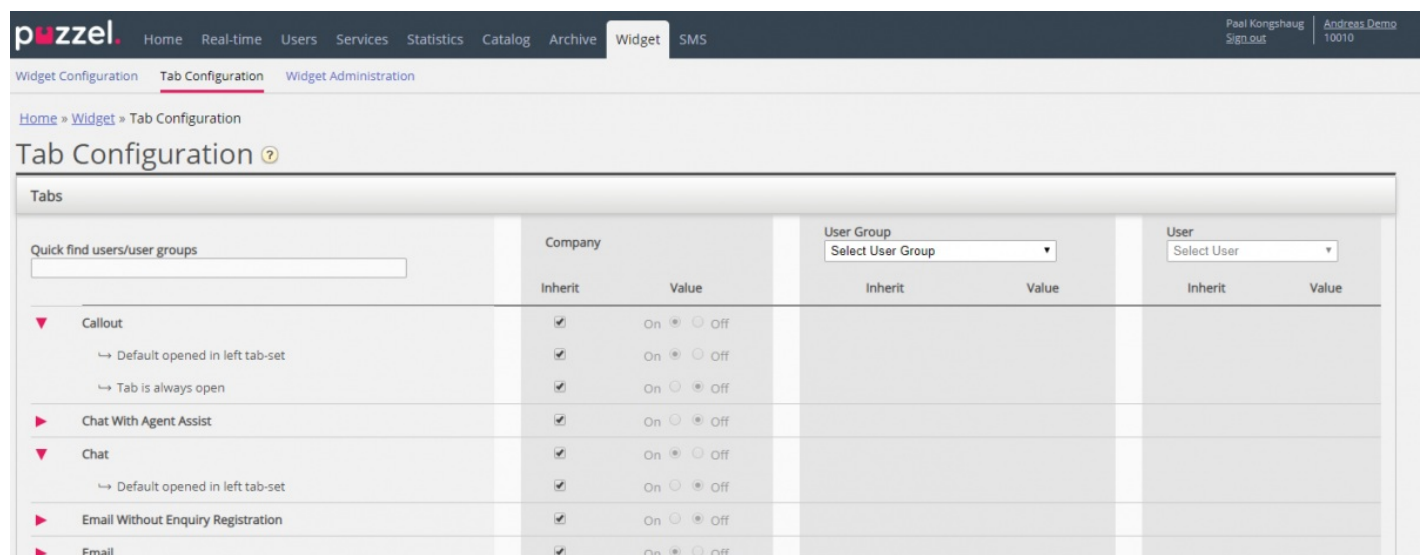 puzzel.
Home Real-time Users Services Statistics Catalog Archive Widget SMS
Paal Kongshaug
Sign out
Andreas Demo
10010
Widget Configuration Tab Configuration Widget Administration
Home » Widget » Tab Configuration
Tab Configuration ?
Tabs
Quick find users/user groups
Company
User Group
Select User Group
User
Select User
Inherit Value Inherit Value Inherit Value
Callout On Off
↪ Default opened in left tab-set On Off
↪ Tab is always open On Off
Chat With Agent Assist On Off
Chat On Off
↪ Default opened in left tab-set On Off
Email Without Enquiry Registration On Off
Email On Off